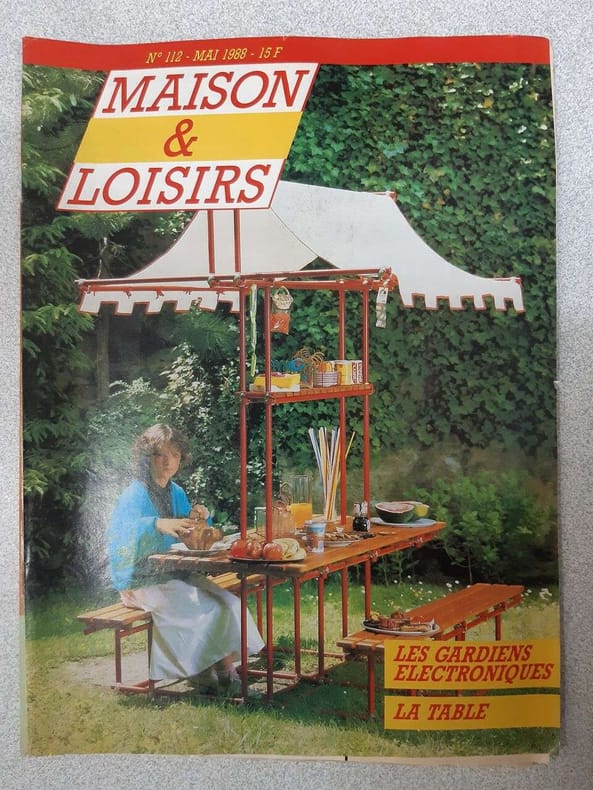 N° 112 - MAI 1988 - 15 F
MAISON
&
LOISIRS
LES GARDIENS
ELECTRONIQUES
LA TABLE